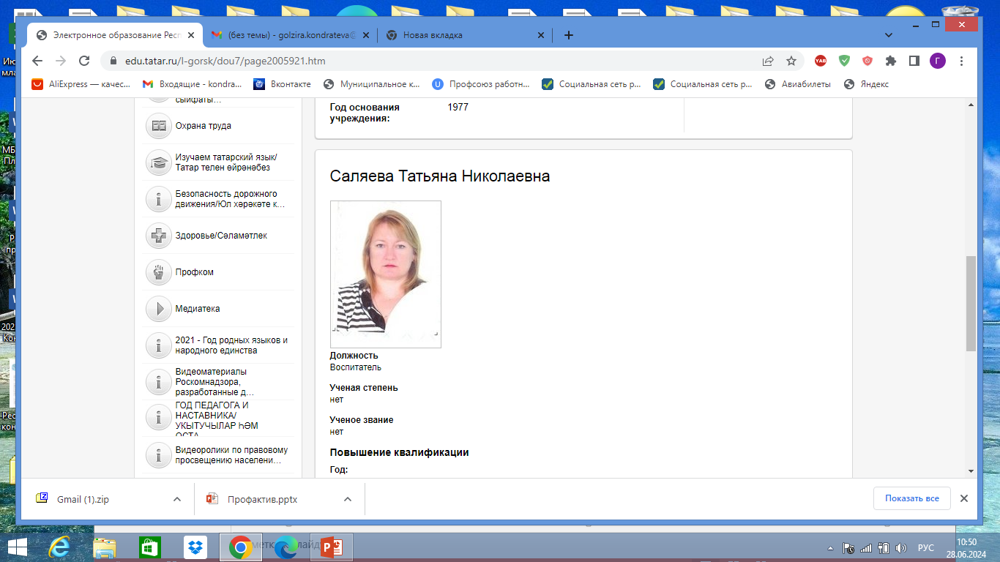 Электронное образование Респ
(без темы) - golzira.kondrateva@
Новая вкладка
edu.tatar.ru/l-gorsk/dou7/page2005921.htm
AliExpress — качес...
Входящие - kondra...
Вконтакте
Муниципальное к...
Профсоюз работн...
Социальная сеть р...
Социальная сеть р...
Авиабилеты
Яндекс
сыйфаты...
Охрана труда
Изучаем татарский язык/
Татар телен өйрәнәбез
Безопасность дорожного
движения/Юл хәрәкәте к...
Здоровье/Сәламәтлек
Профком
Медиатека
2021 - Год родных языков и
народного единства
Видеоматериалы
Роскомнадзора,
разработанные д...
ГОД ПЕДАГОГА И
НАСТАВНИКА/
УКЫТУЧЫЛАР ҺӘМ
ОСТА
Видеоролики по правовому
просвещению населени...
Год основания
учреждения:
1977
Саляева Татьяна Николаевна
Должность
Воспитатель
Ученая степень
нет
Ученое звание
нет
Повышение квалификации
Год:
Gmail (1).zip
Профактив.pptx
Показать все
РУС
10:50
28.06.2024